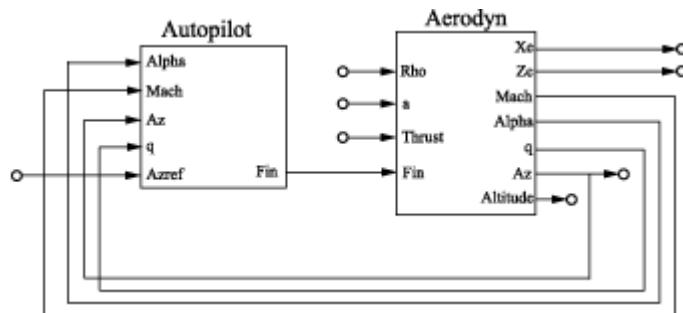 Autopilot
Alpha
Mach
Az
q
Azref
Fin
Aerodyn
Rho
a
Thrust
Fin
Xe
Ze
Mach
Alpha
q
Az
Altitude